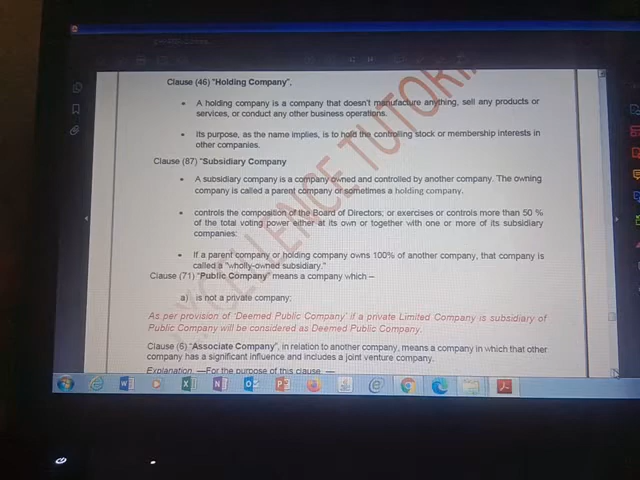 Clause (46) "Holding Company",
• A holding company is a company that doesn't manufacture anything, sell any products or
services, or conduct any other business operations.
• Its purpose, as the name implies, is to hold the controlling stock or membership interests in
other companies.
Clause (87) "Subsidiary Company
• A subsidiary company is a company owned and controlled by another company. The owning
company is called a parent company or sometimes a holding company.
• controls the composition of the Board of Directors; or exercises or controls more than 50 %
of the total voting power either at its own or together with one or more of its subsidiary
companies:
• If a parent company or holding company owns 100% of another company, that company is
called a "wholly-owned subsidiary."
Clause (71) "Public Company" means a company which –
a) is not a private company;
As per provision of 'Deemed Public Company' if a private Limited Company is subsidiary of
Public Company will be considered as Deemed Public Company.
Clause (6) "Associate Company", in relation to another company, means a company in which that other
company has a significant influence and includes a joint venture company.
Explanation. —For the purpose of this clause —